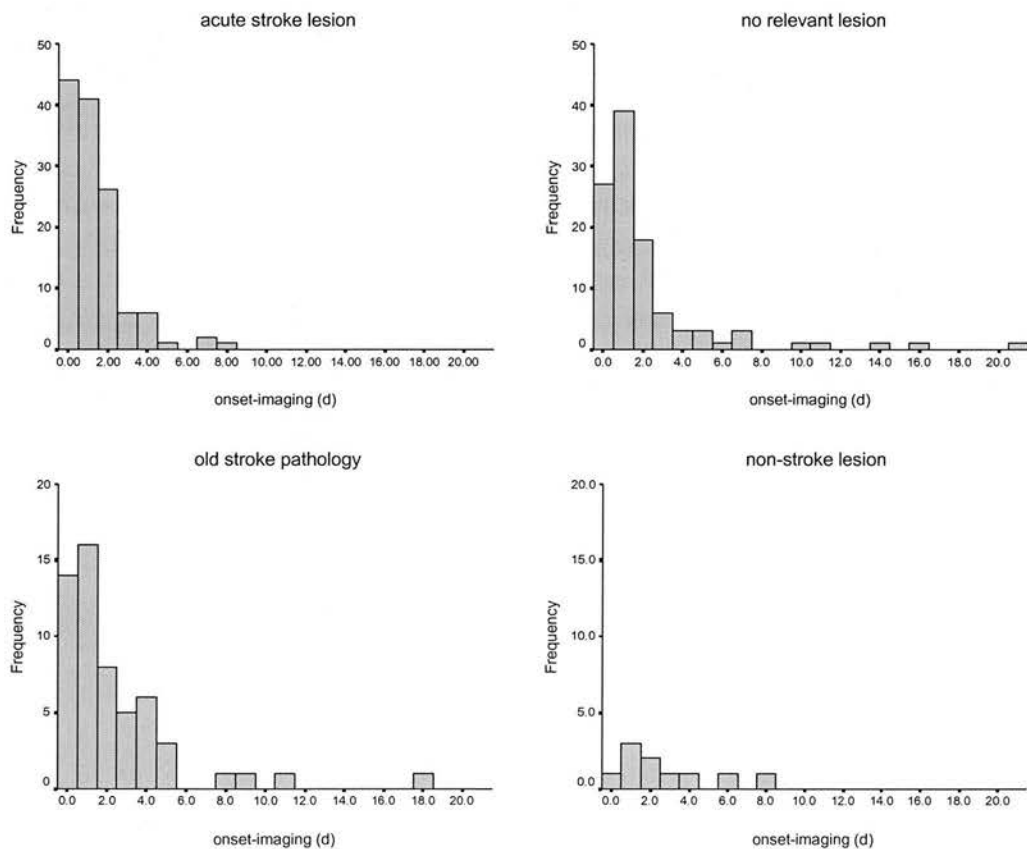 acute stroke lesion
50
40
30
20
10
0
Frequency
0.00 2.00 4.00 6.00 8.00 10.00 12.00 14.00 16.00 18.00 20.00
onset-imaging (d)
no relevant lesion
50
40
30
20
10
0
Frequency
0.0 2.0 4.0 6.0 8.0 10.0 12.0 14.0 16.0 18.0 20.0
onset-imaging (d)
old stroke pathology
20
15
10
5
0
Frequency
0.0 2.0 4.0 6.0 8.0 10.0 12.0 14.0 16.0 18.0 20.0
onset-imaging (d)
non-stroke lesion
20.0
15.0
10.0
5.0
0.0
Frequency
0.0 2.0 4.0 6.0 8.0 10.0 12.0 14.0 16.0 18.0 20.0
onset-imaging (d)